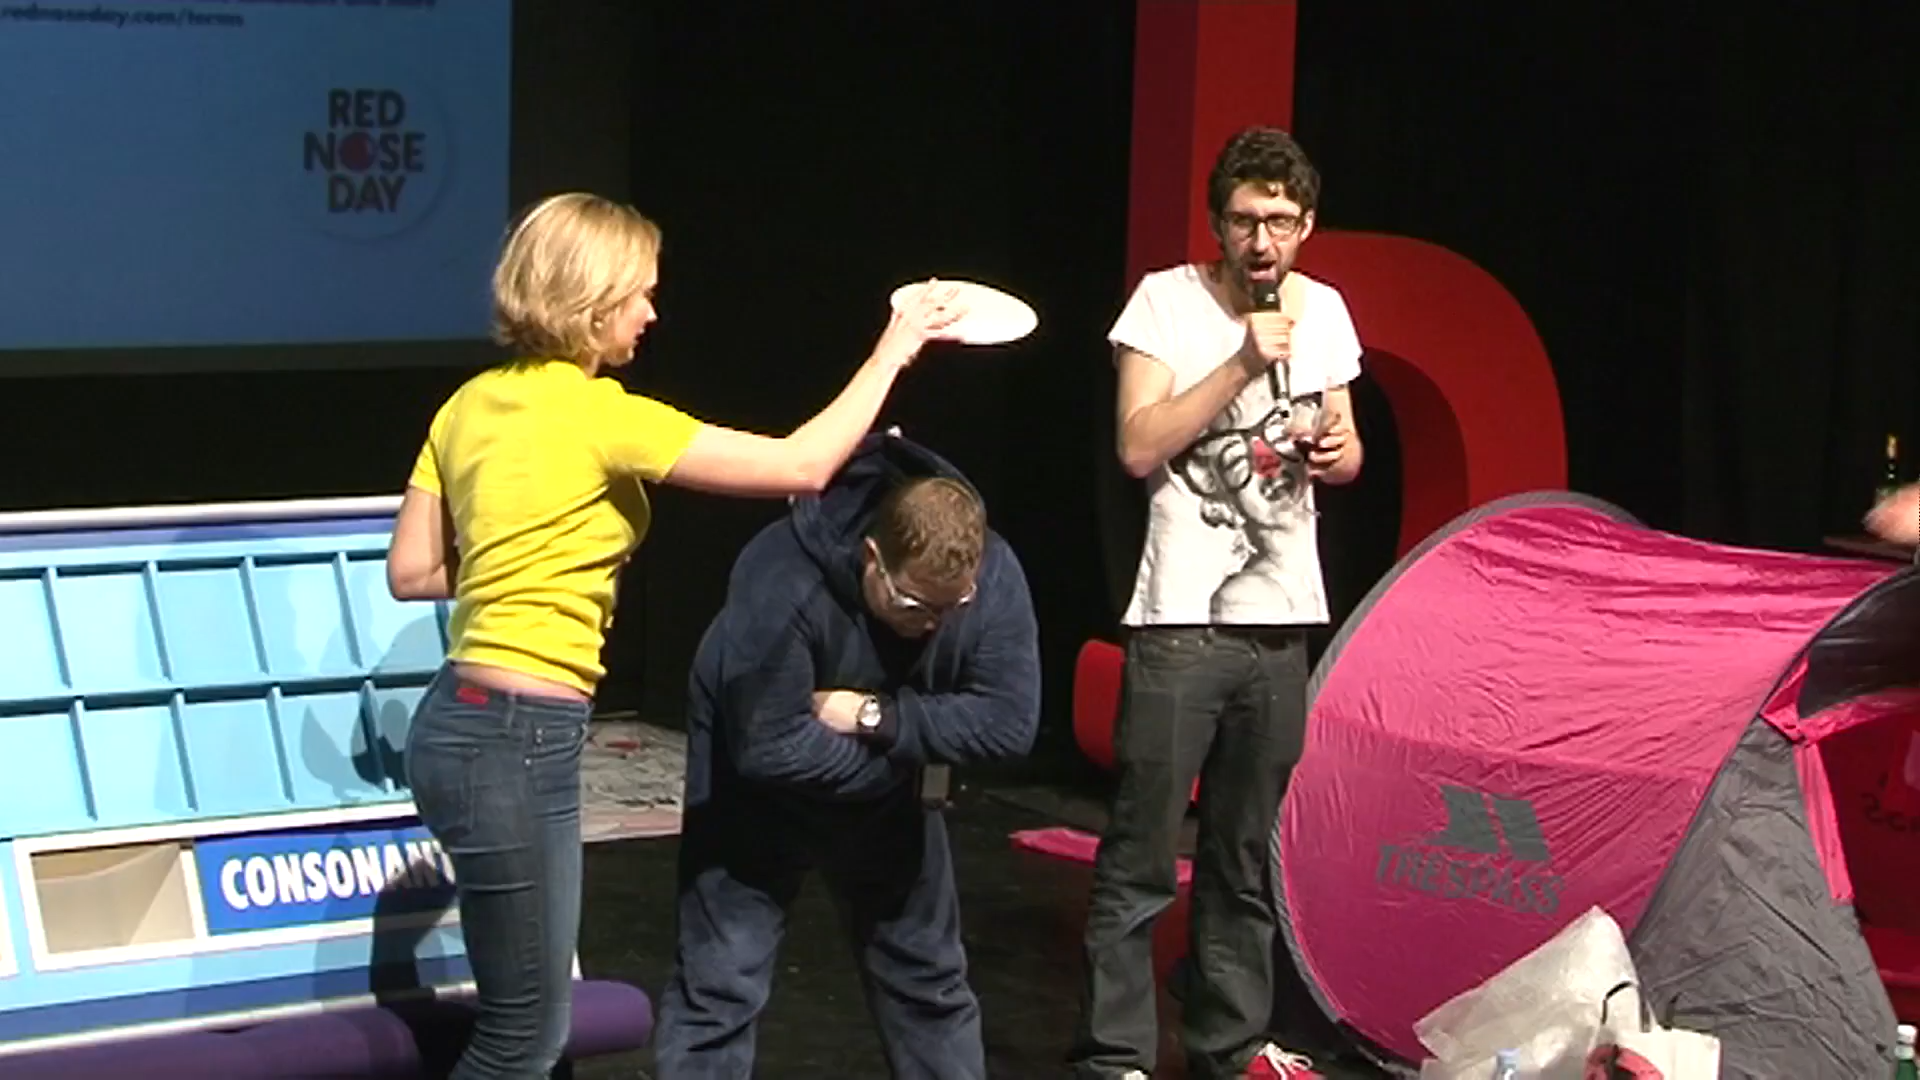 .rednoseday.com/terms
RED
NOSE
DAY
CONSONANT
TRESPASS